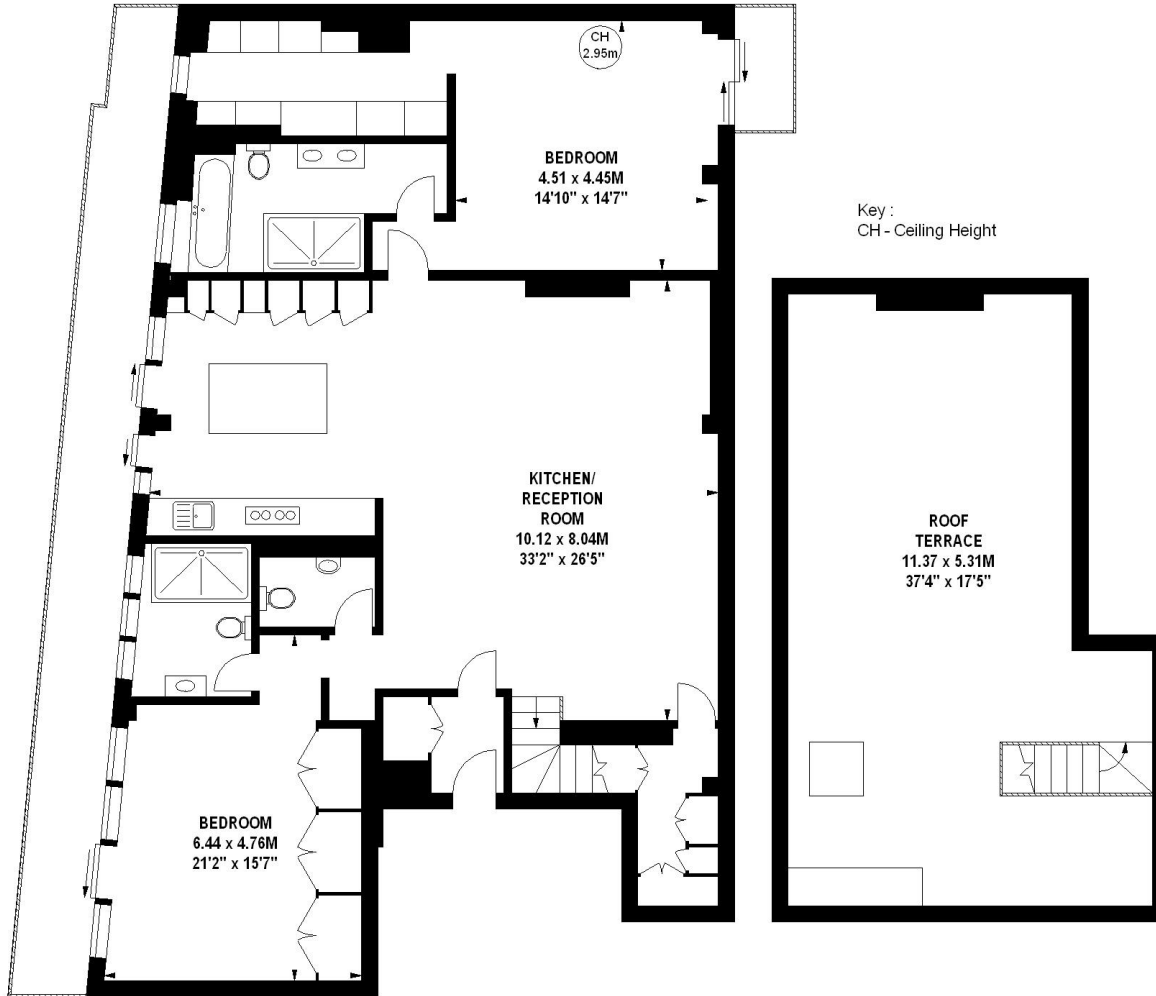 CH
2.95m
BEDROOM
4.51 x 4.45M
14'10" x 14'7"
Key :
CH - Ceiling Height
KITCHEN/
RECEPTION
ROOM
10.12 x 8.04M
33'2" x 26'5"
ROOF
TERRACE
11.37 x 5.31M
37'4" x 17'5"
BEDROOM
6.44 x 4.76M
21'2" x 15'7"